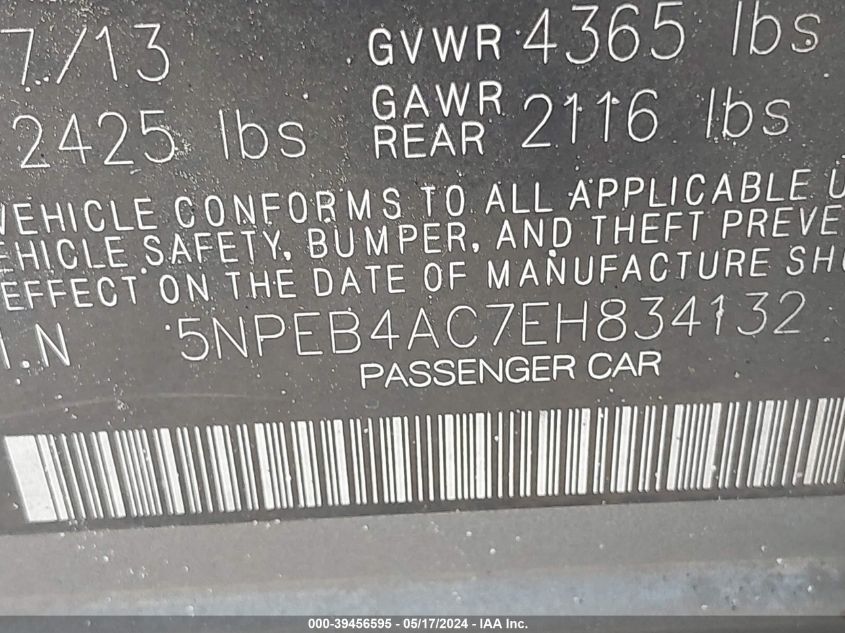 7/13 GVWR 4365 lbs
2425 lbs GAWR REAR 2116 lbs
VEHICLE CONFORMS TO ALL APPLICABLE U
EHICLE SAFETY, BUMPER, AND THEFT PREVE
EFFECT ON THE DATE OF MANUFACTURE SHO
I.N 5NPEB4AC7EH834132
PASSENGER CAR
000-39456595 - 05/17/2024 - IAA Inc.